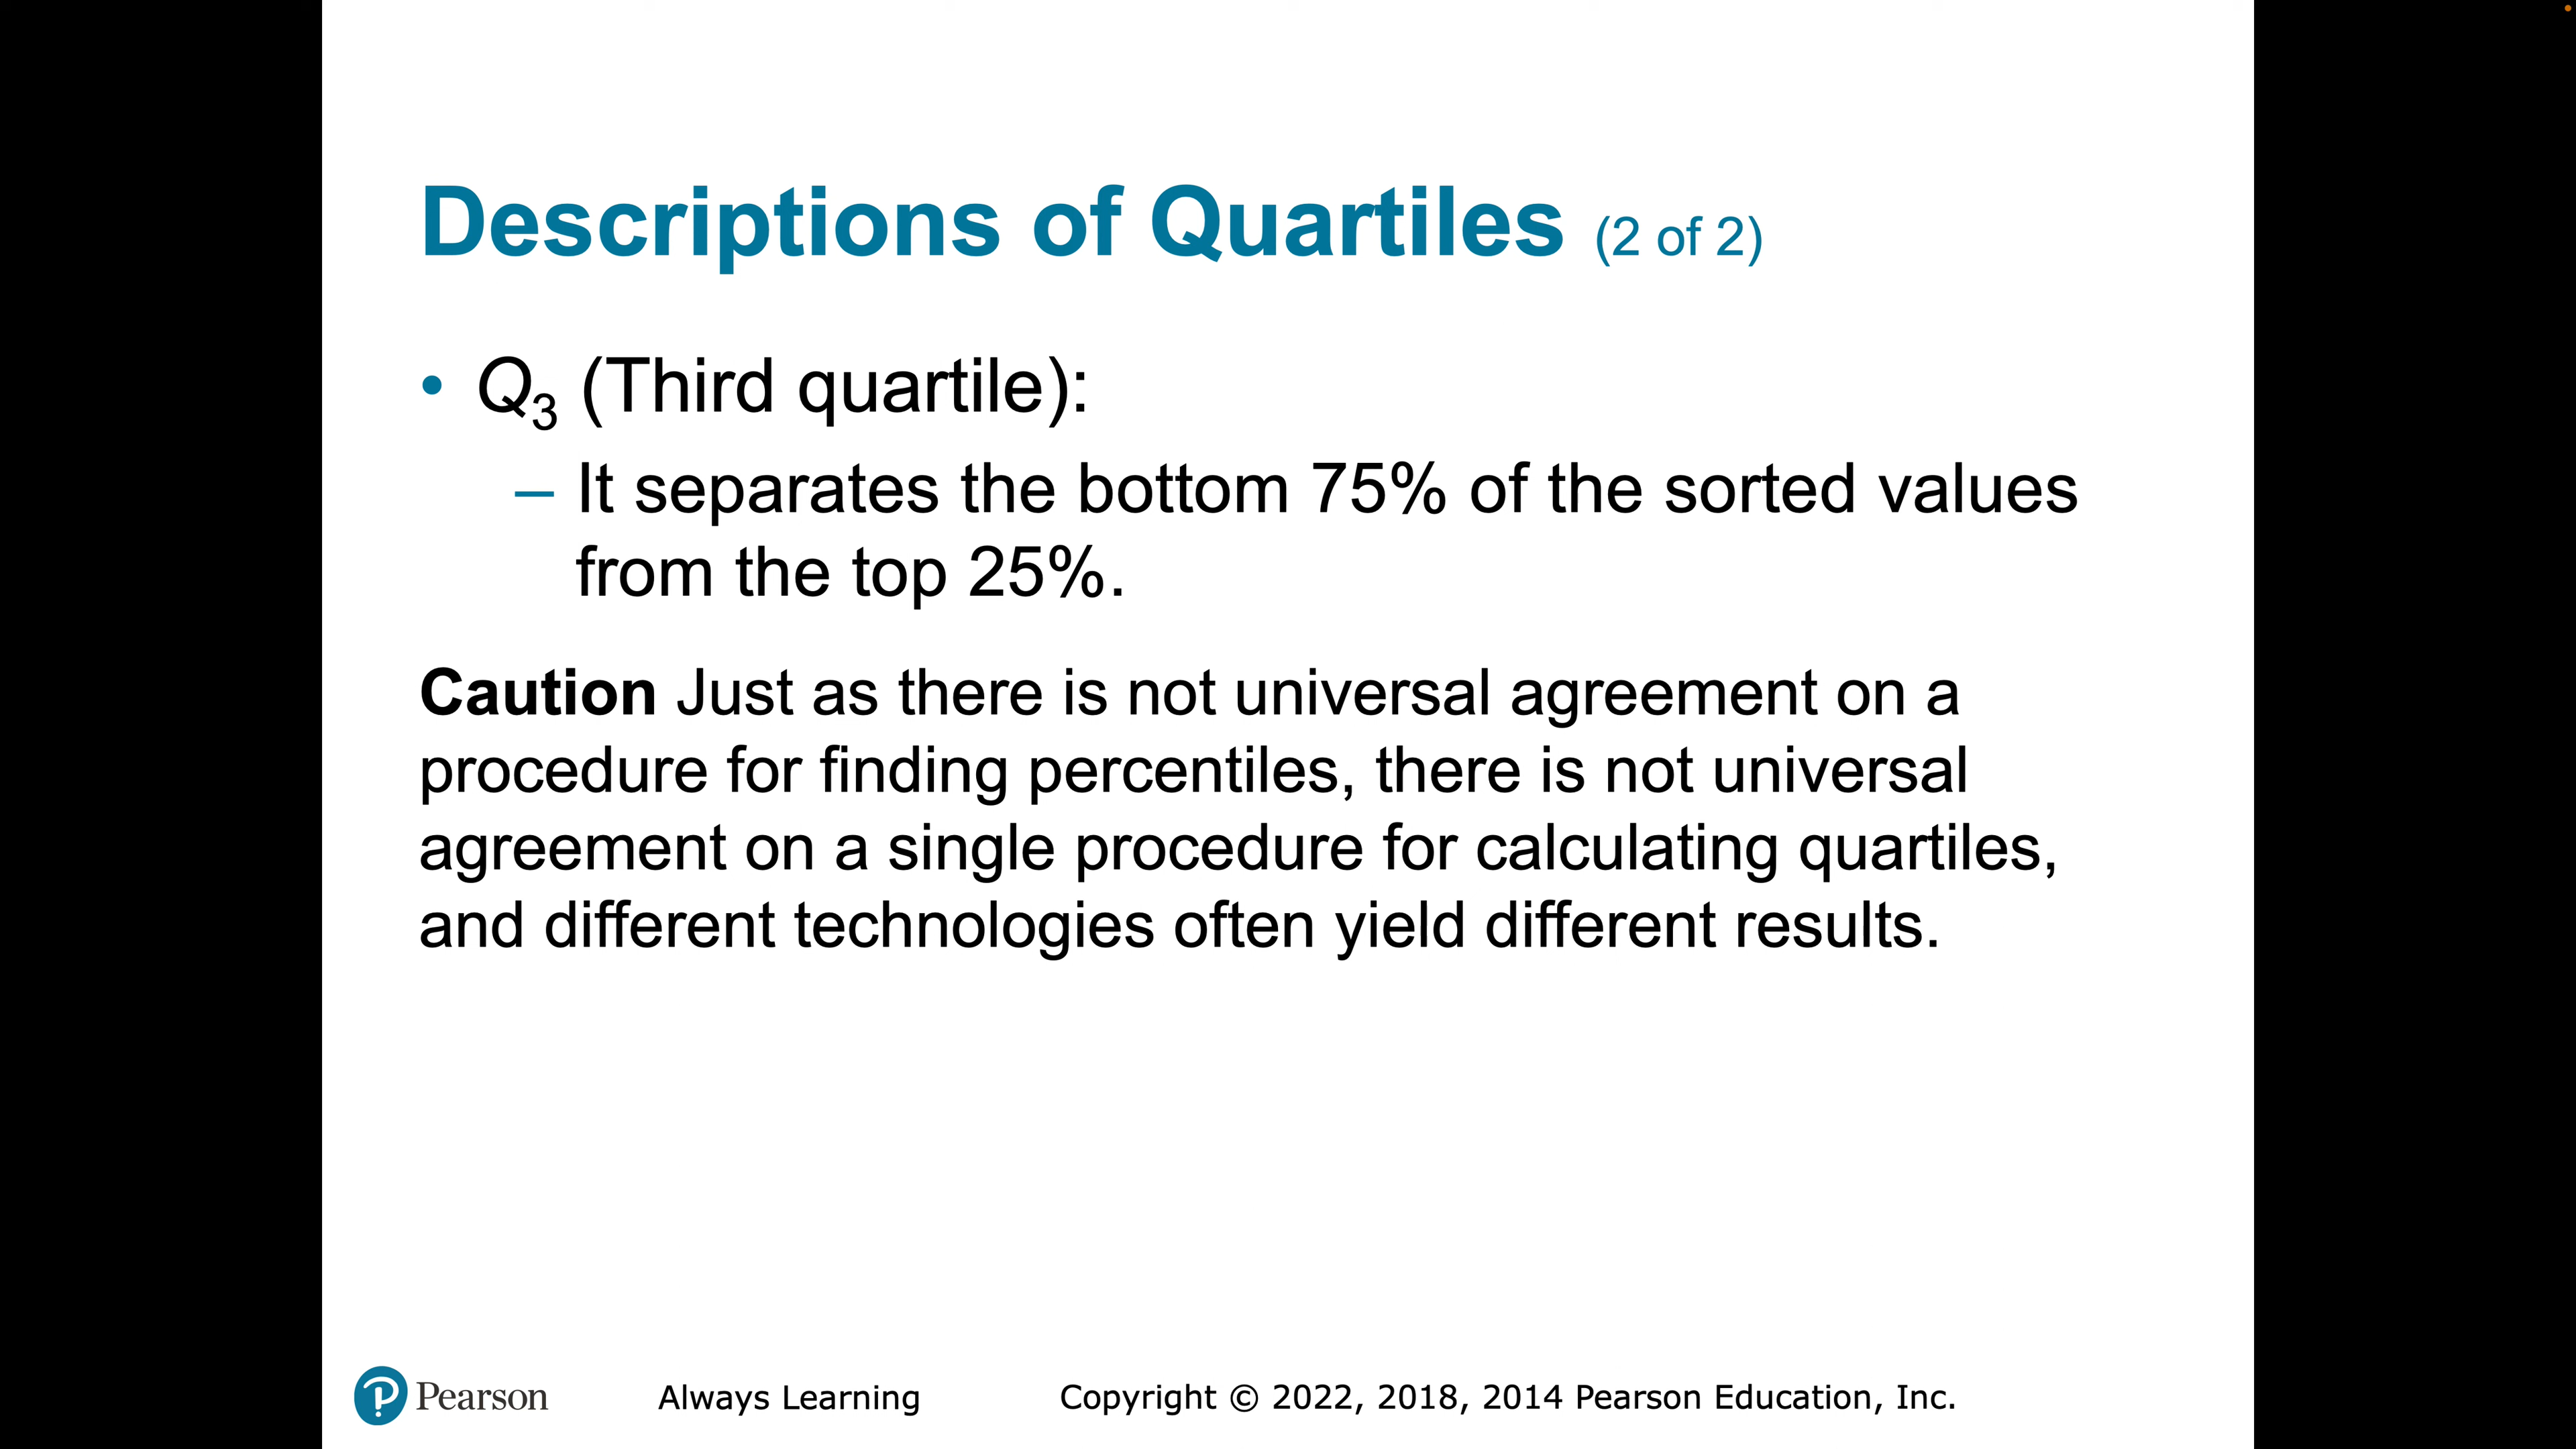 Descriptions of Quartiles (2 of 2)
• Q3 (Third quartile):
– It separates the bottom 75% of the sorted values
from the top 25%.
Caution Just as there is not universal agreement on a
procedure for finding percentiles, there is not universal
agreement on a single procedure for calculating quartiles,
and different technologies often yield different results.
Pearson Always Learning Copyright © 2022, 2018, 2014 Pearson Education, Inc.